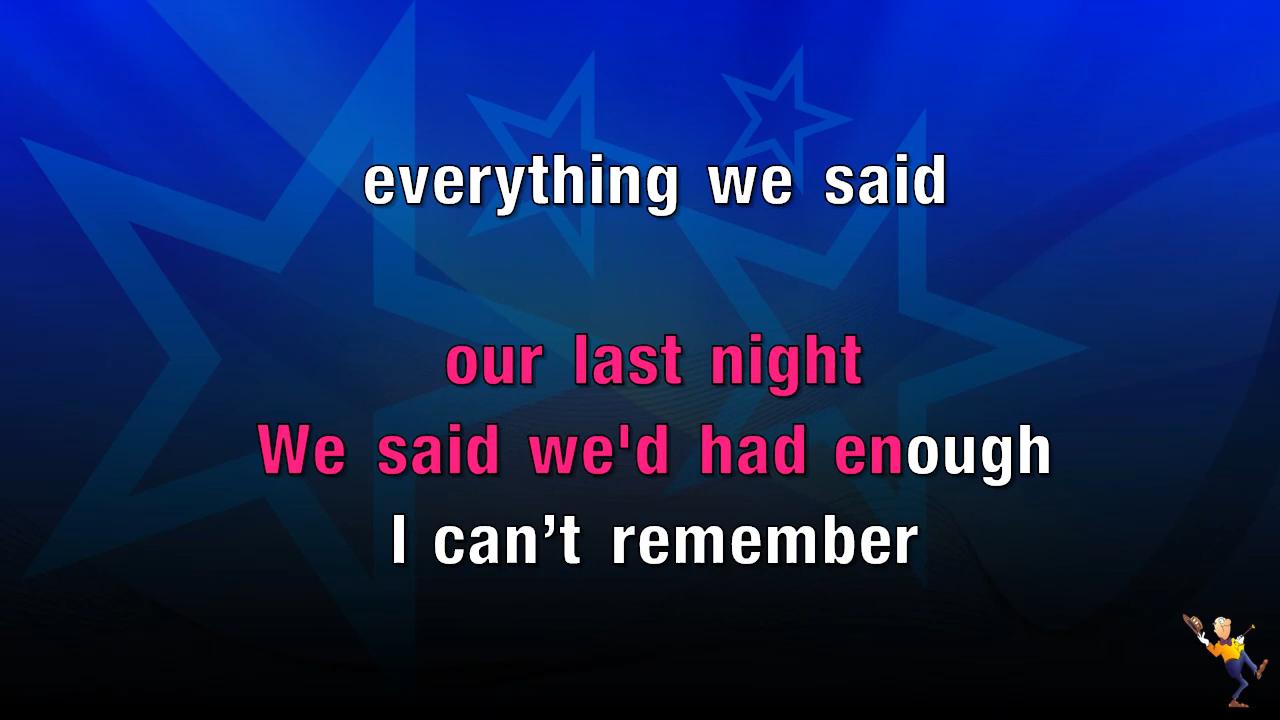 everything we said
our last night
We said we'd had enough
I can’t remember